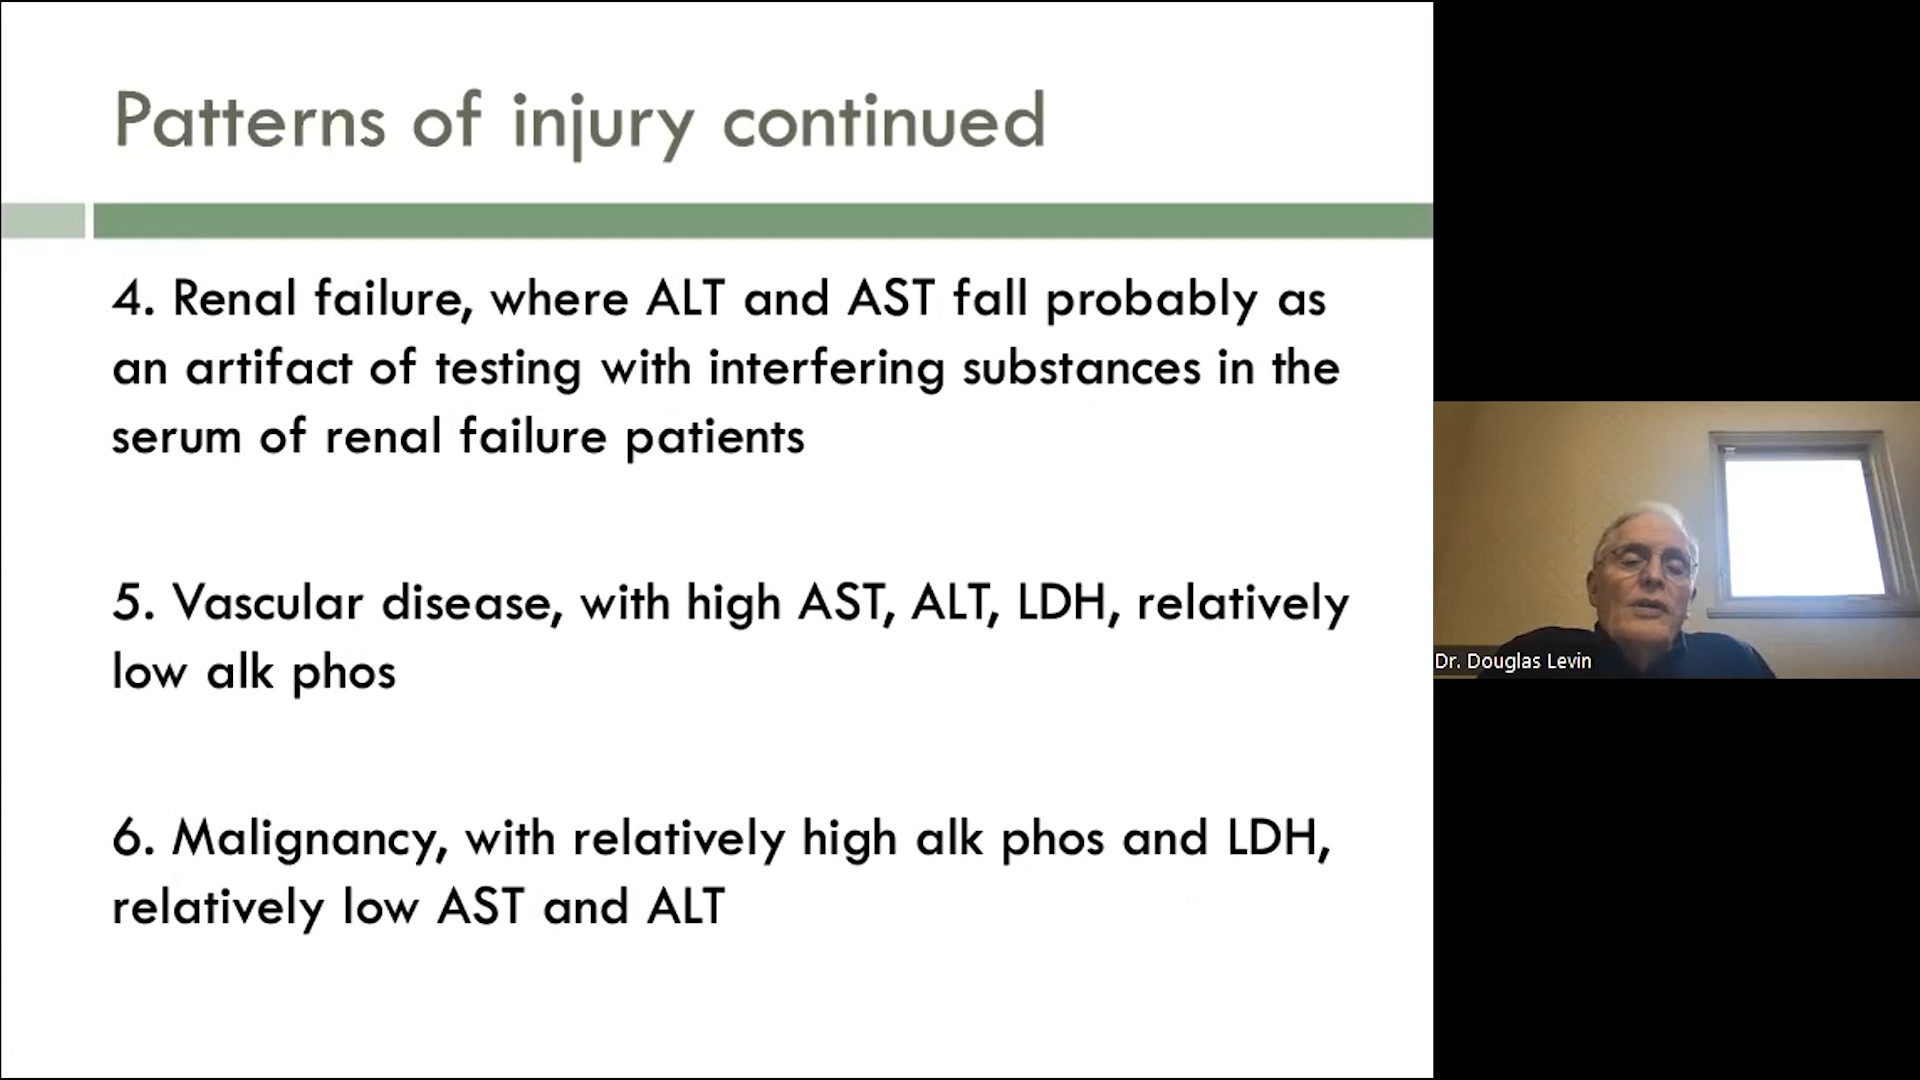 Patterns of injury continued
4. Renal failure, where ALT and AST fall probably as
an artifact of testing with interfering substances in the
serum of renal failure patients
5. Vascular disease, with high AST, ALT, LDH, relatively
low alk phos
6. Malignancy, with relatively high alk phos and LDH,
relatively low AST and ALT
Dr. Douglas Levin